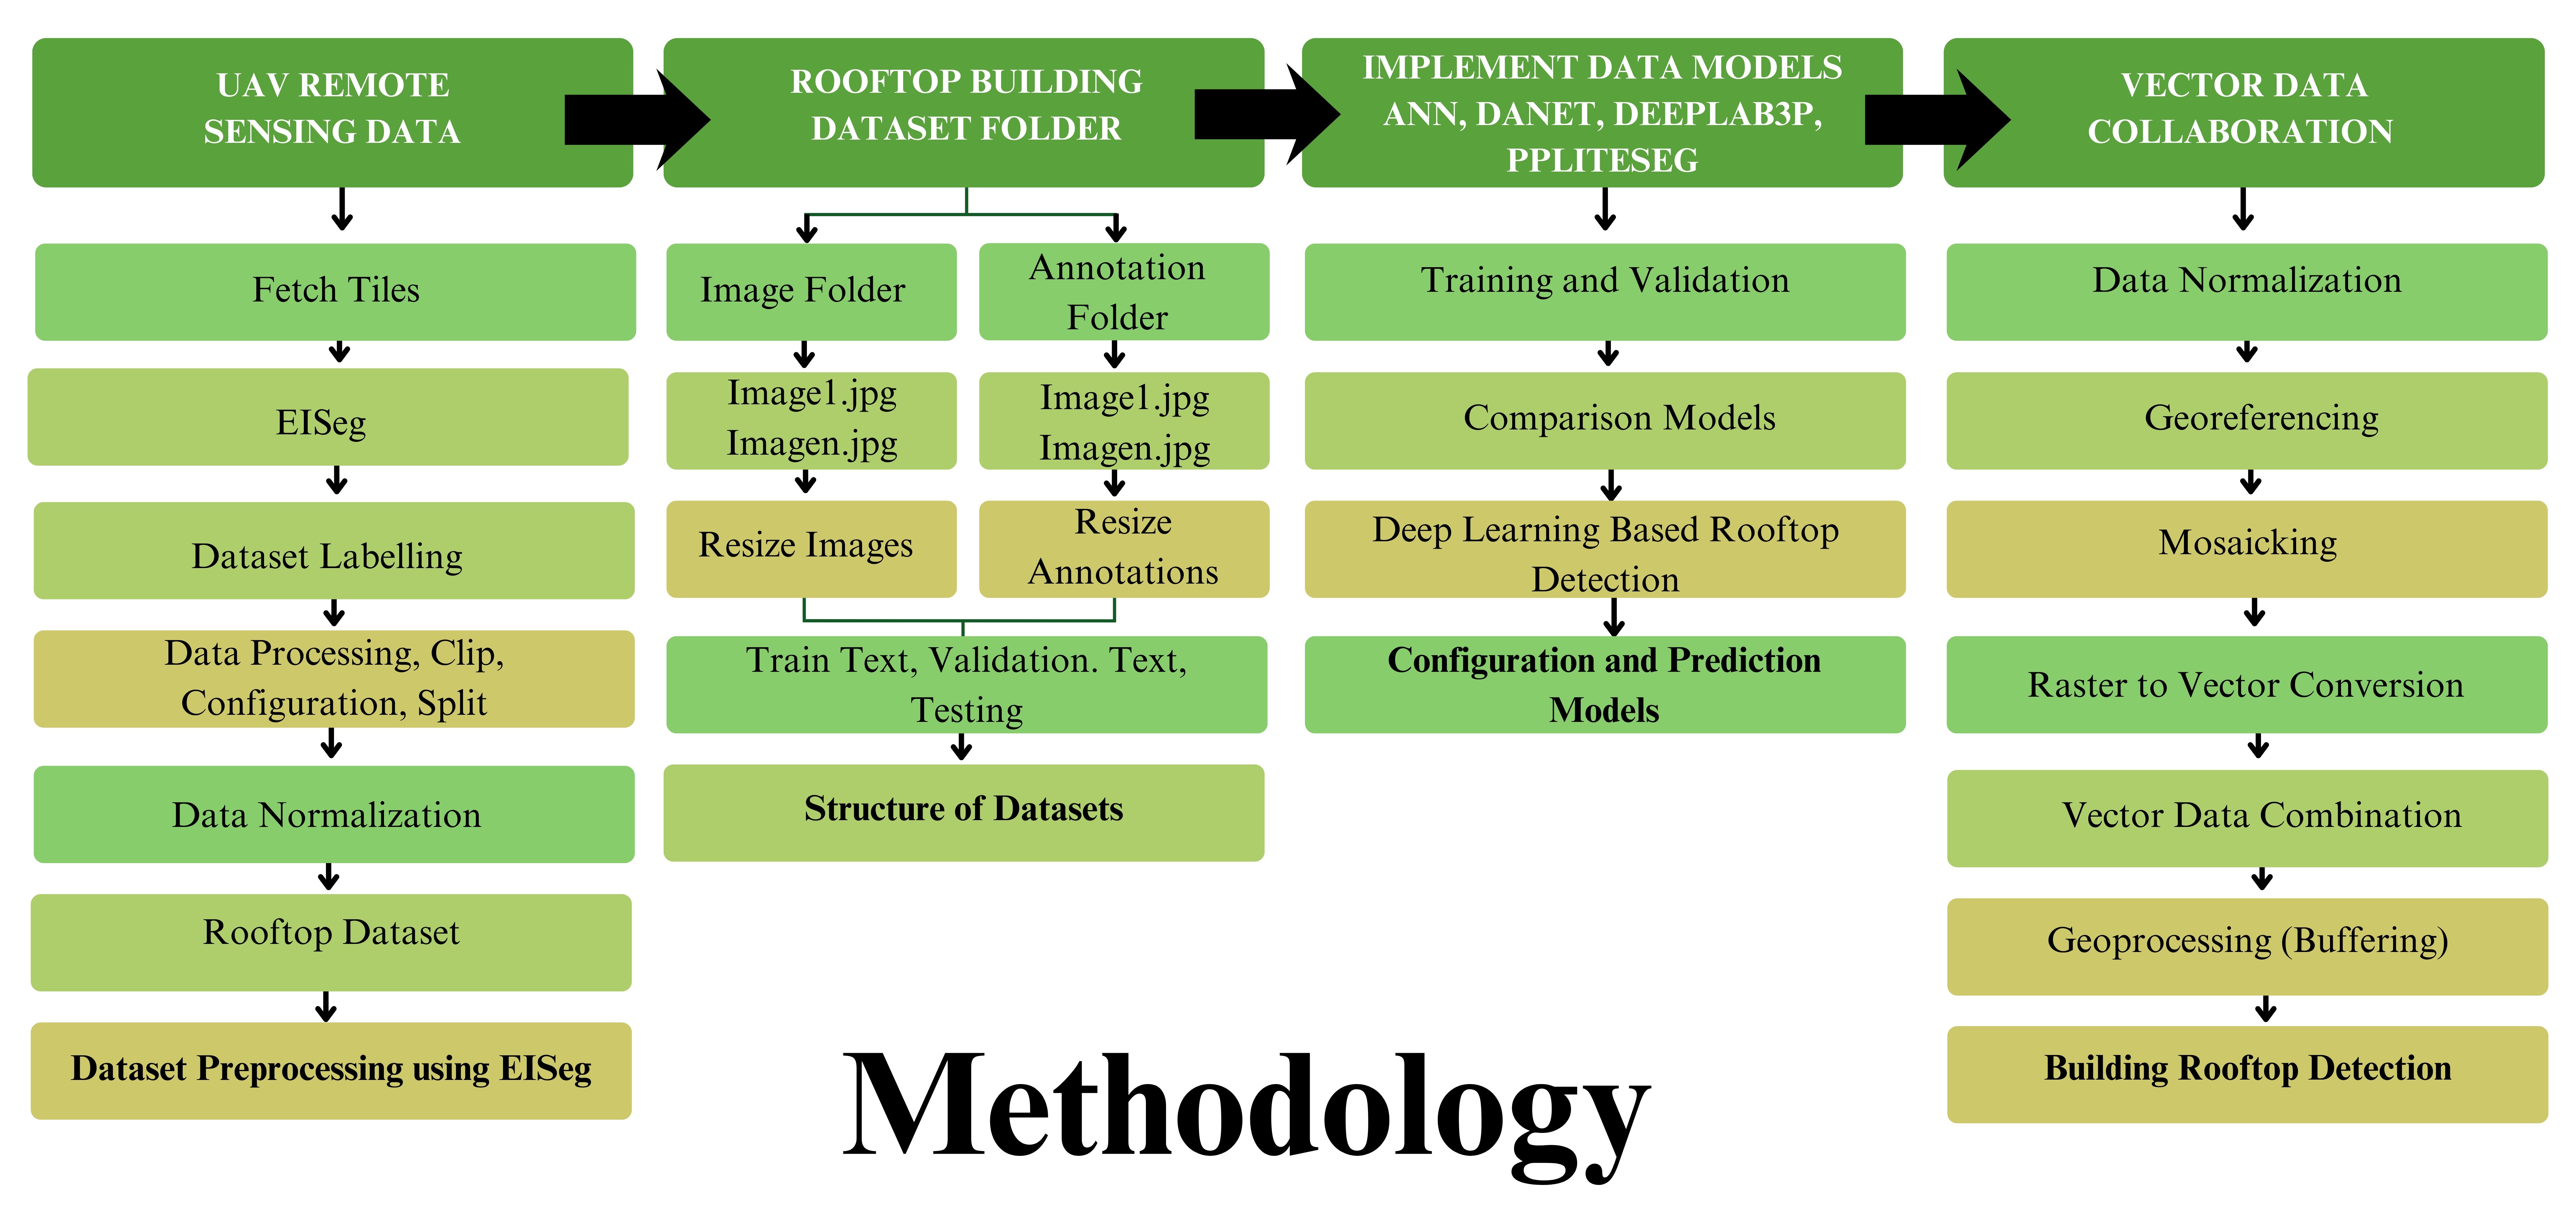 UAV REMOTE
SENSING DATA
Fetch Tiles
EISeg
Dataset Labelling
Data Processing, Clip,
Configuration, Split
Data Normalization
Rooftop Dataset
Dataset Preprocessing using EISeg
ROOFTOP BUILDING
DATASET FOLDER
Image Folder
Image1.jpg
Imagen.jpg
Resize Images
Annotation
Folder
Image1.jpg
Imagen.jpg
Resize
Annotations
Train Text, Validation. Text,
Testing
Structure of Datasets
IMPLEMENT DATA MODELS
ANN, DANET, DEEPLAB3P,
PPLITESEG
Training and Validation
Comparison Models
Deep Learning Based Rooftop
Detection
Configuration and Prediction
Models
VECTOR DATA
COLLABORATION
Data Normalization
Georeferencing
Mosaicking
Raster to Vector Conversion
Vector Data Combination
Geoprocessing (Buffering)
Building Rooftop Detection
Methodology